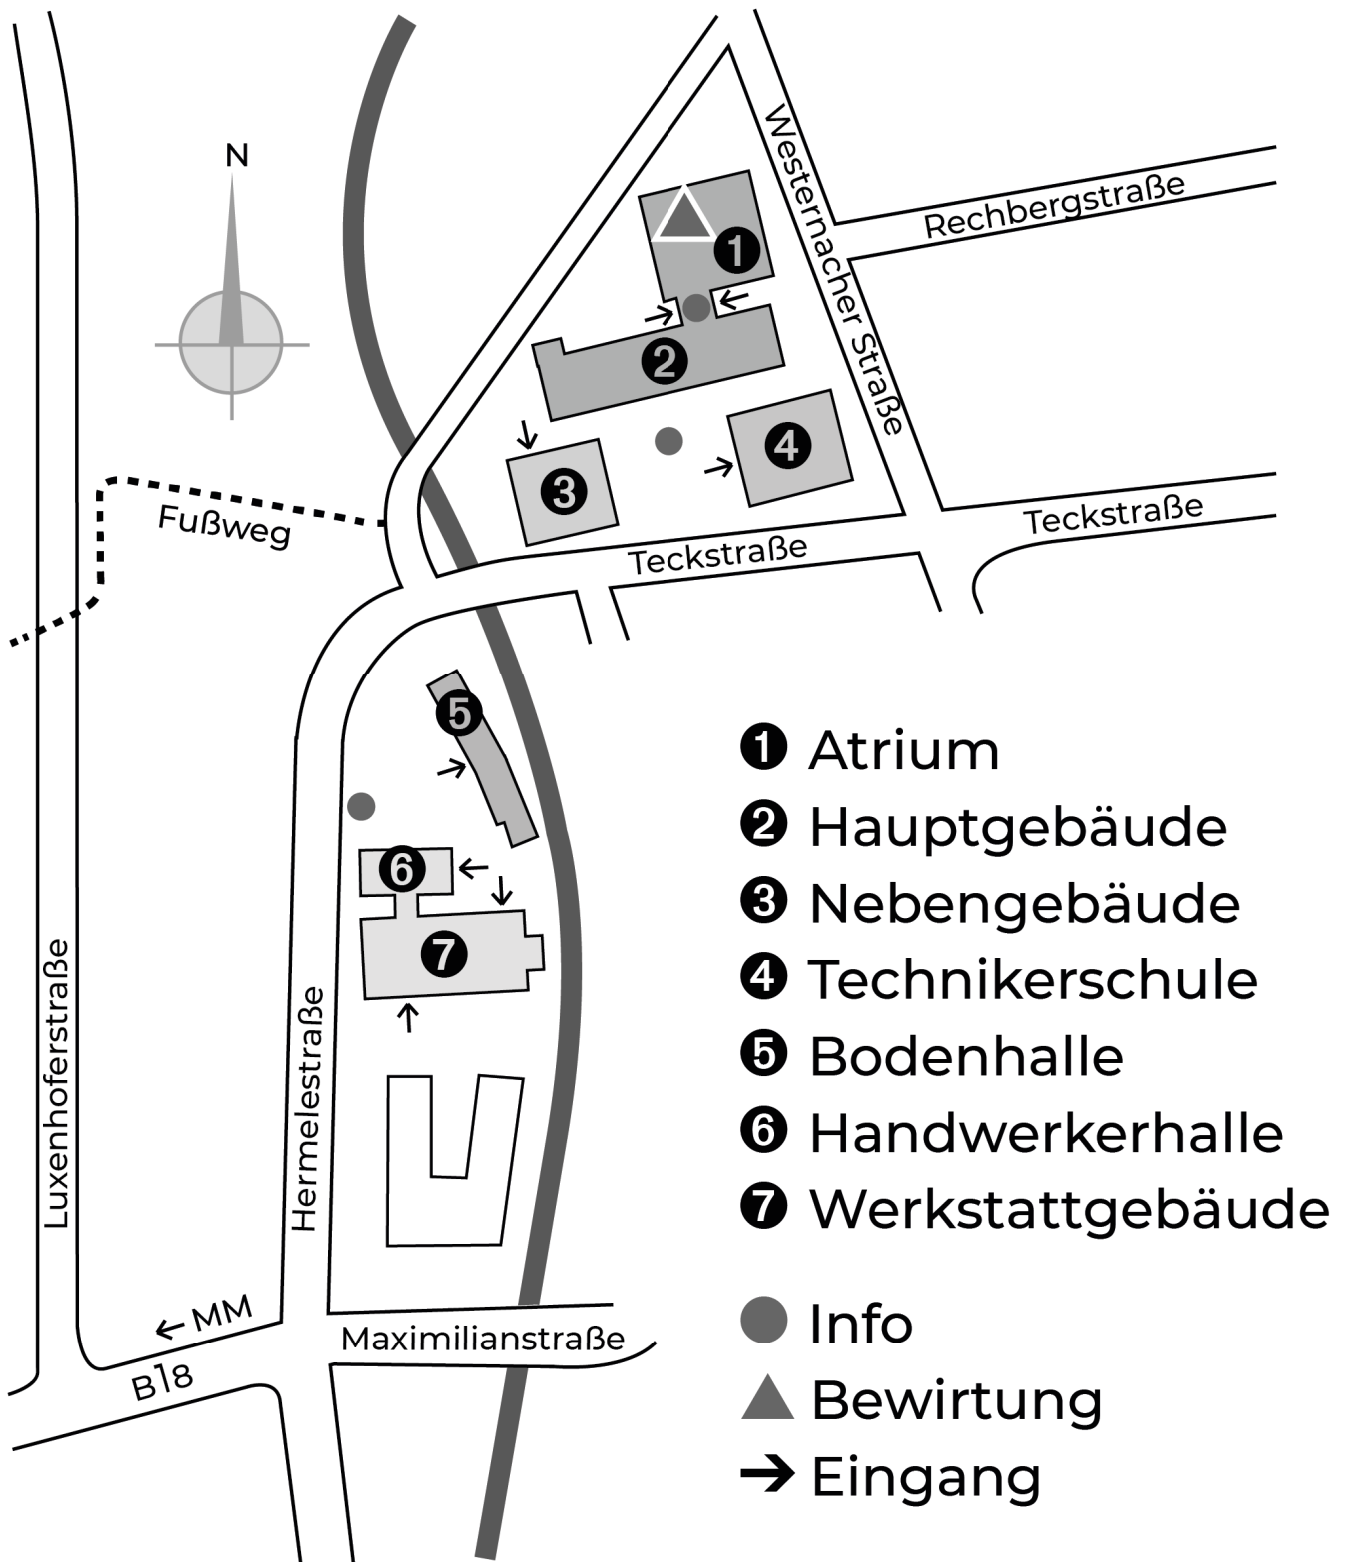 N
Westernacher Straße
Rechbergstraße
1
2
3
4
Fußweg
Teckstraße
Teckstraße
5
6
7
Luxenhoferstraße
Hermelestraße
← MM
B18
Maximilianstraße
1 Atrium
2 Hauptgebäude
3 Nebengebäude
4 Technikerschule
5 Bodenhalle
6 Handwerkerhalle
7 Werkstattgebäude
Info
Bewirtung
→ Eingang